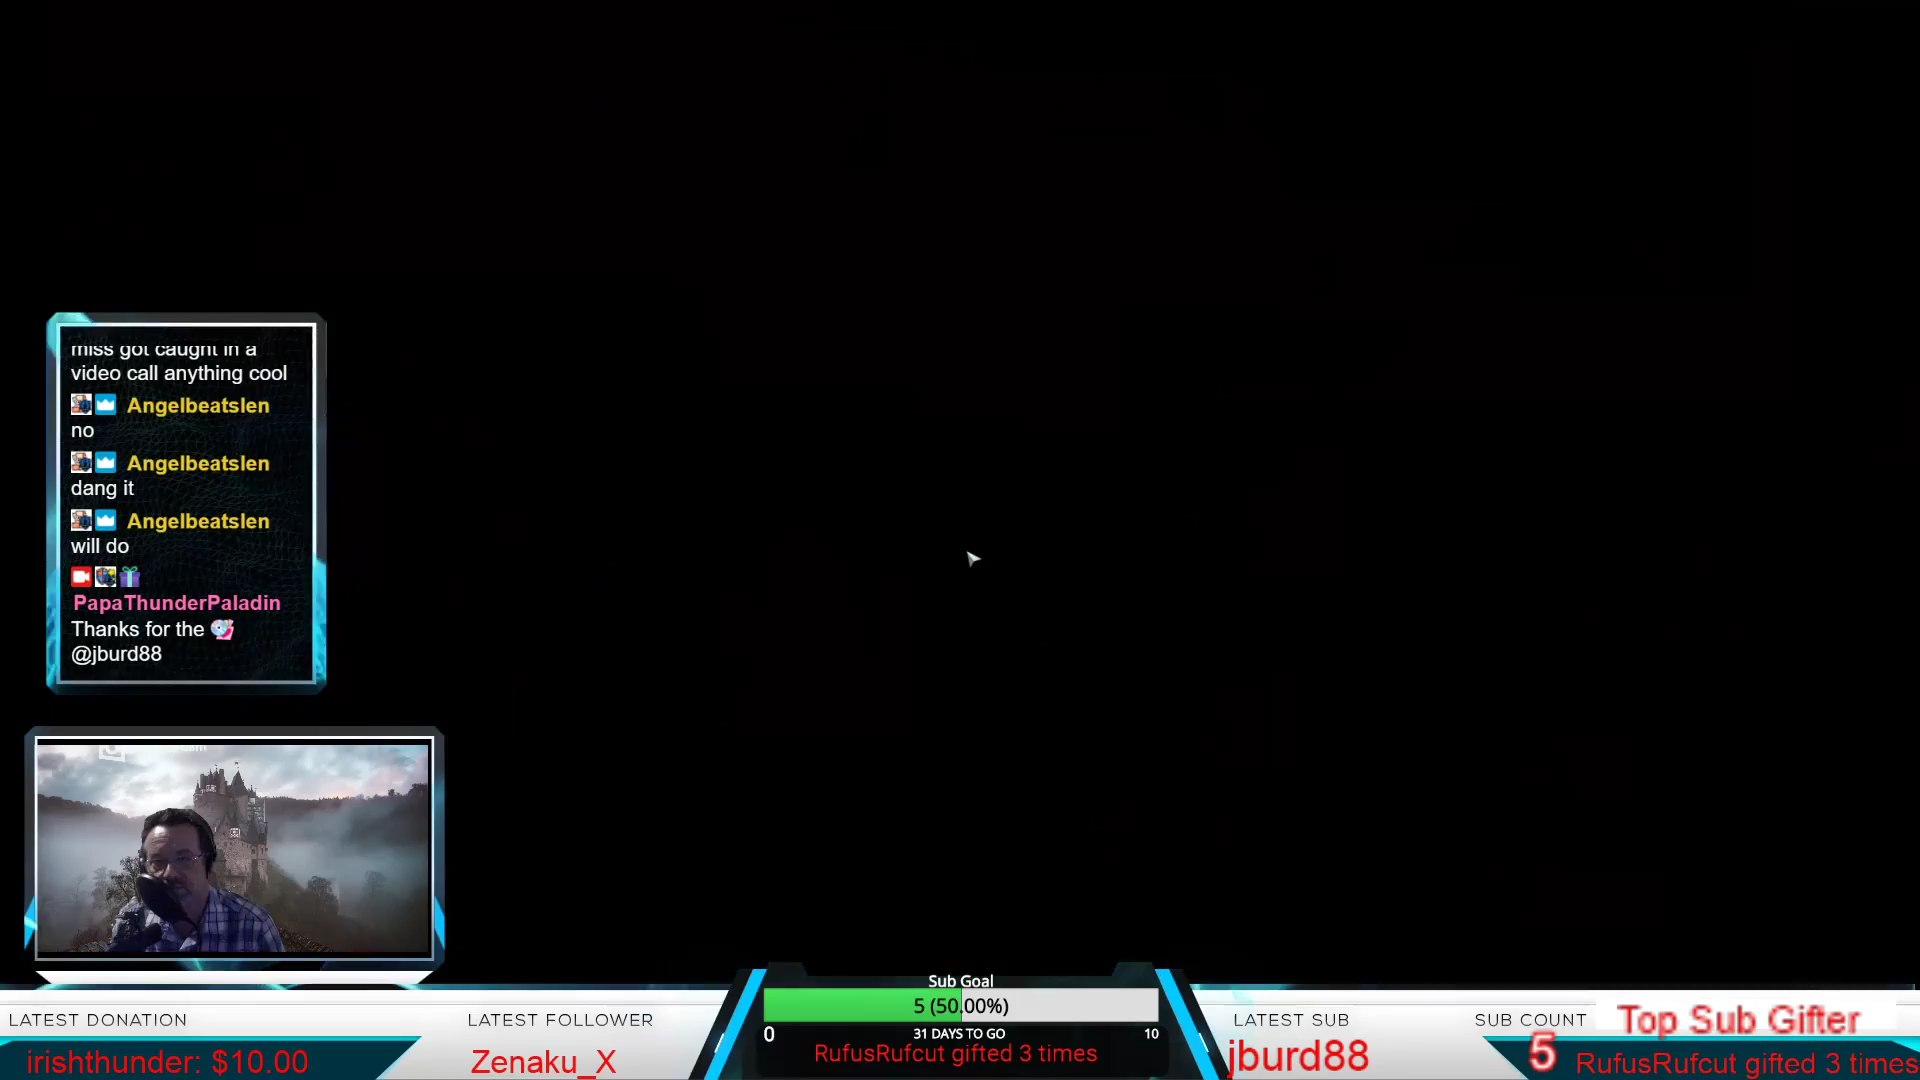 miss got caught in a
video call anything cool
Angelbeatslen
no
Angelbeatslen
dang it
Angelbeatslen
will do
PapaThunderPaladin
Thanks for the
@jburd88
Sub Goal
5 (50.00%)
0 31 DAYS TO GO 10
RufusRufcut gifted 3 times
LATEST DONATION
irishthunder: $10.00
LATEST FOLLOWER
Zenaku_X
LATEST SUB
jburd88
SUB COUNT
5
Top Sub Gifter
RufusRufcut gifted 3 times